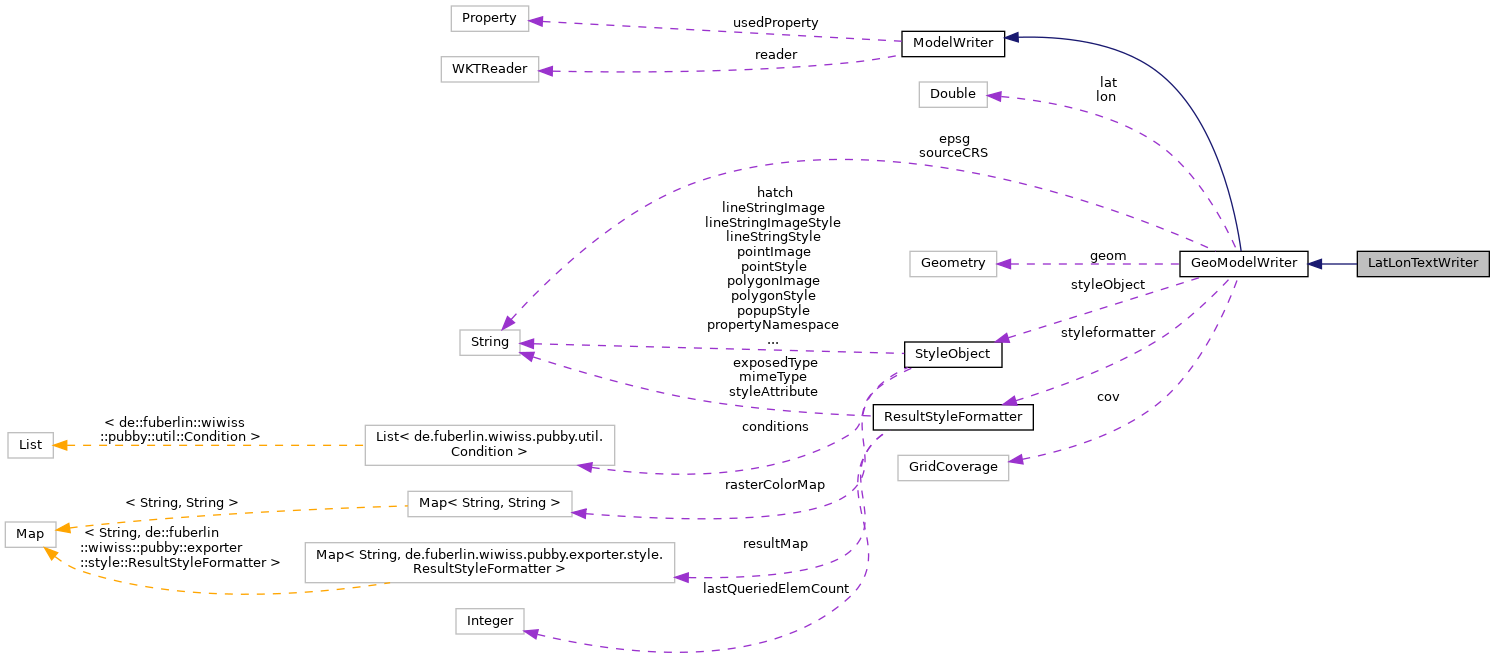 Property
usedProperty
ModelWriter
reader
WKTReader
lat
lon
Double
epsg
sourceCRS
hatch
lineStringImage
lineStringImageStyle
lineStringStyle
pointImage
pointStyle
polygonImage
polygonStyle
popupStyle
propertyNamespace
...
geom
Geometry
GeoModelWriter
LatLonTextWriter
styleObject
styleformatter
String
StyleObject
exposedType
mimeType
styleAttribute
cov
ResultStyleFormatter
conditions
< de::fuberlin::wiwiss
::pubby::util::Condition >
List
List< de.fuberlin.wiwiss.pubby.util.
Condition >
GridCoverage
rasterColorMap
< String, String >
Map< String, String >
Map
< String, de::fuberlin
::wiwiss::pubby::exporter
::style::ResultStyleFormatter >
resultMap
Map< String, de.fuberlin.wiwiss.pubby.exporter.style.
ResultStyleFormatter >
lastQueriedElemCount
Integer